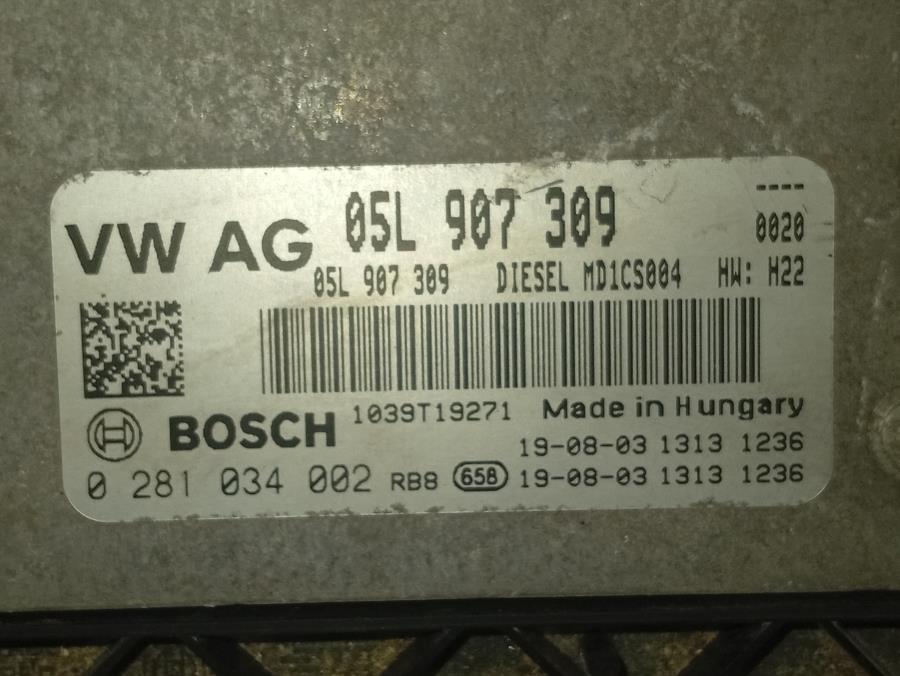 VW AG 05L 907 309 ----
0020
05L 907 309 DIESEL MD1CS004 HW: H22
BOSCH 1039T19271 Made in Hungary
19-08-03 1313 1236
0 281 034 002 RB8 658 19-08-03 1313 1236